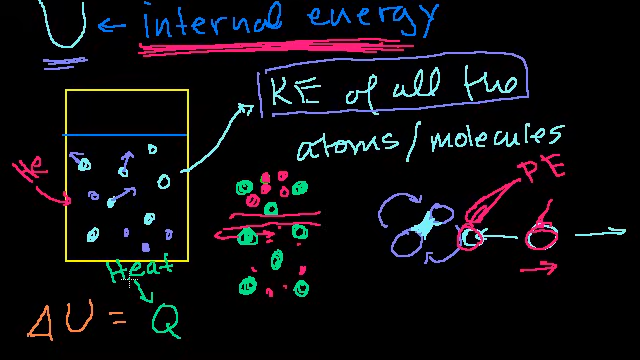 U ← internal energy
KE of all the
atoms/molecules
He
PE
Heat
ΔU = Q